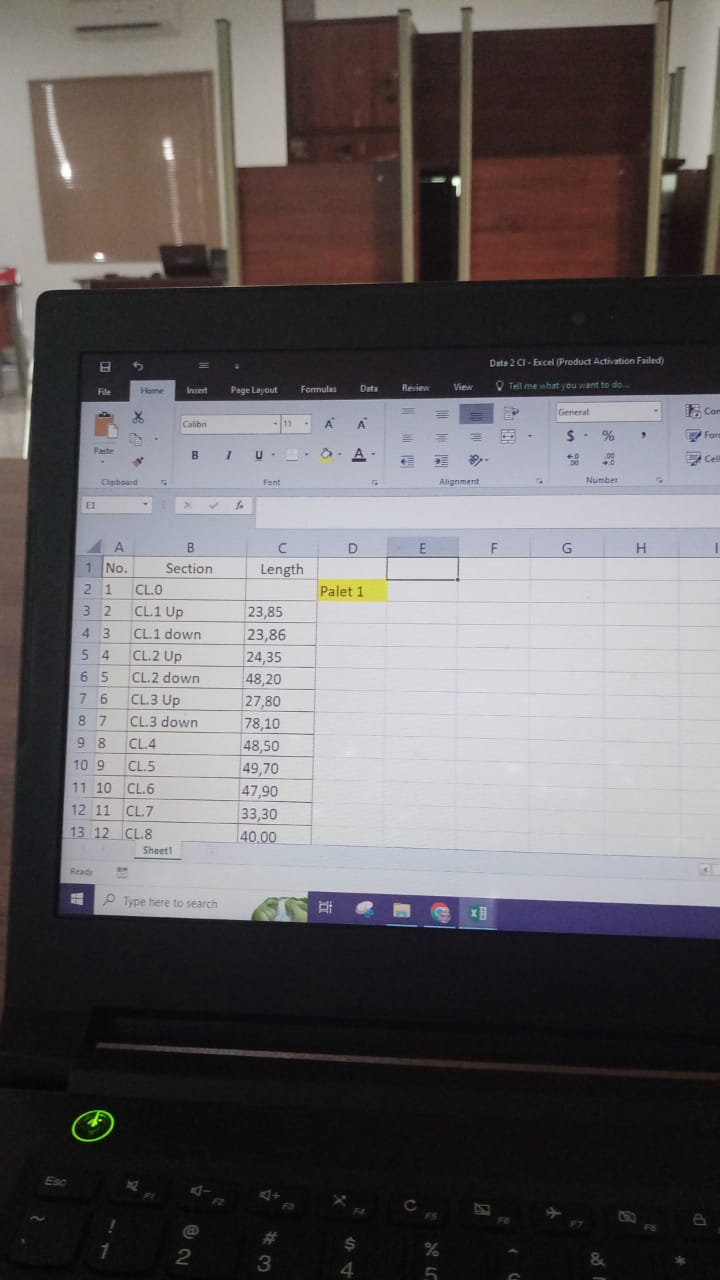 Data 2 Cl - Excel (Product Activation Failed)
File Home Insert Page Layout Formulas Data Review View Tell me what you want to do...
Calibri 11 A A General
Paste B I U A $ % ,
Clipboard Font Alignment Number
E1 fx
A B C D E F G H
1 No. Section Length
2 1 CL.0 Palet 1
3 2 CL.1 Up 23,85
4 3 CL.1 down 23,86
5 4 CL.2 Up 24,35
6 5 CL.2 down 48,20
7 6 CL.3 Up 27,80
8 7 CL.3 down 78,10
9 8 CL.4 48,50
10 9 CL.5 49,70
11 10 CL.6 47,90
12 11 CL.7 33,30
13 12 CL.8 40,00
Sheet1
Ready
Type here to search
Esc F1 F2 F3 F4 C F5 F6 F7 F8
~ ! @ # $ % & *
1 2 3 4 5